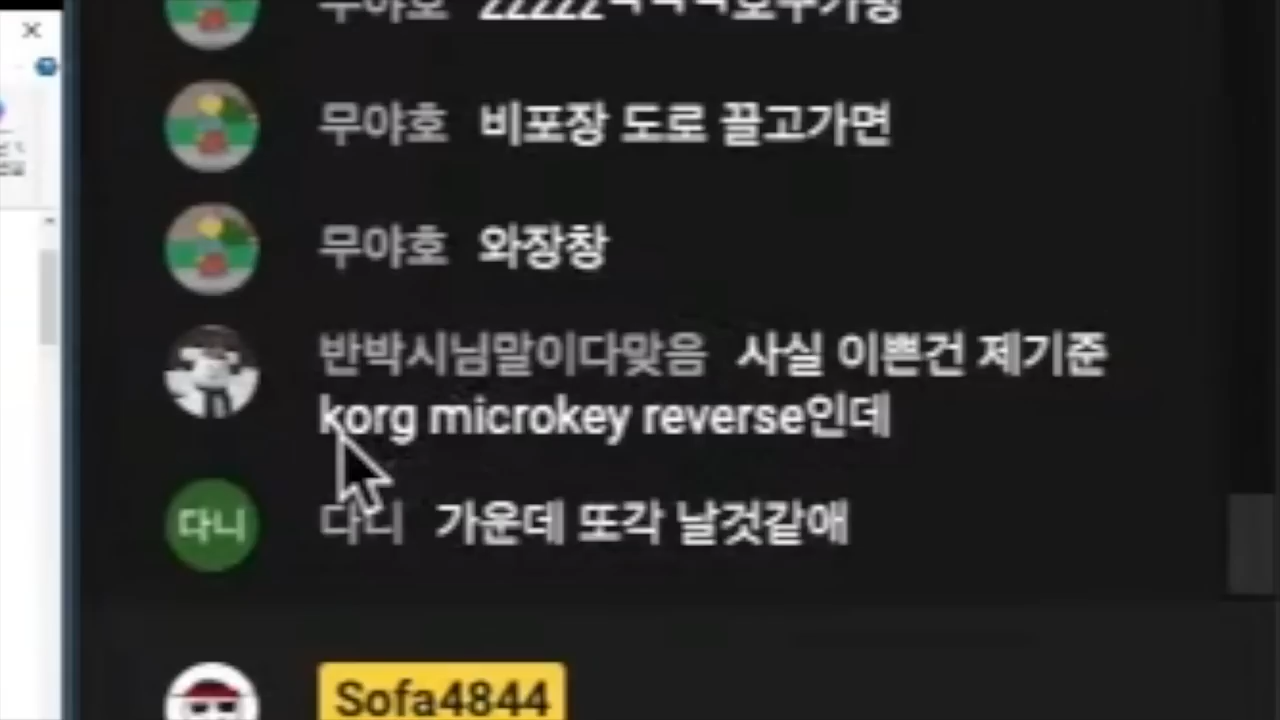 무야호 비포장 도로 끌고가면
무야호 와장창
반박시님말이다맞음 사실 이쁜건 제기준
korg microkey reverse인데
다니 다니 가운데 또각 날것같애
Sofa4844